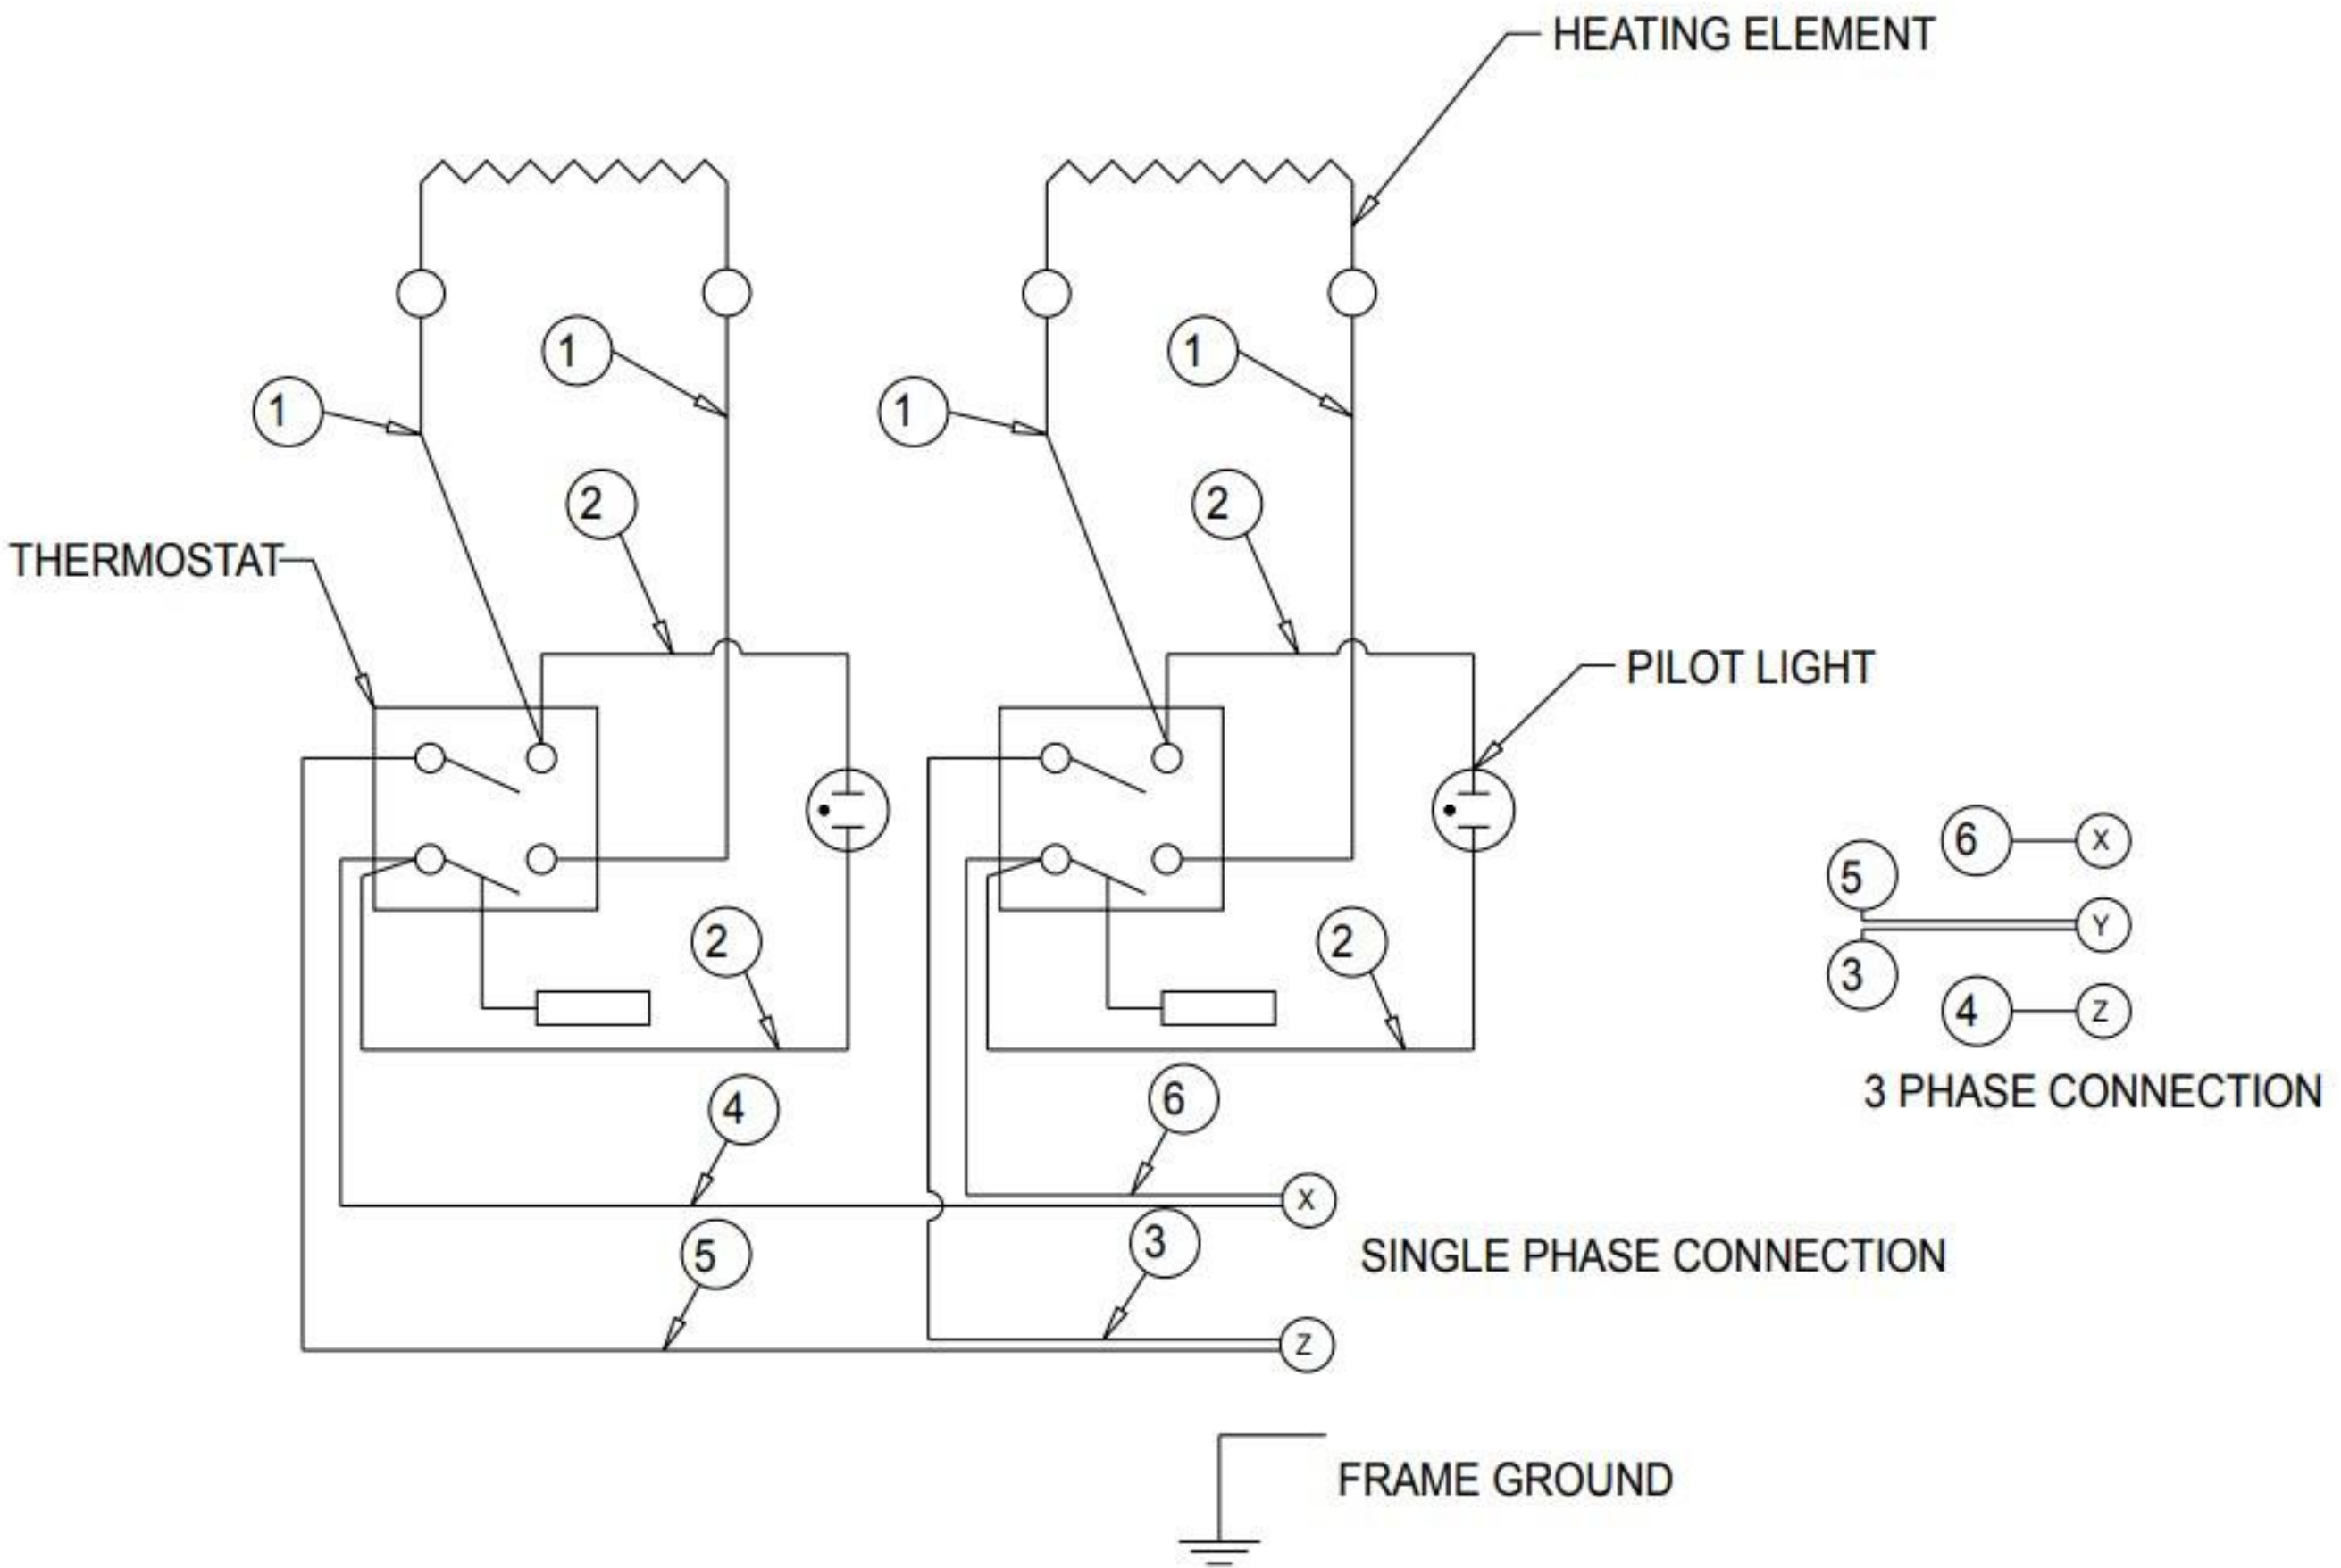 HEATING ELEMENT
1
1
1
1
2
2
THERMOSTAT
PILOT LIGHT
6
X
5
Y
3
4
Z
3 PHASE CONNECTION
2
2
4
6
X
5
3
SINGLE PHASE CONNECTION
Z
FRAME GROUND